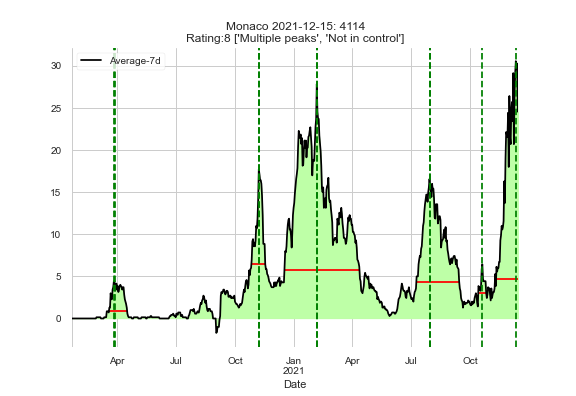 Monaco 2021-12-15: 4114
Rating:8 ['Multiple peaks', 'Not in control']
Average-7d
30
25
20
15
10
5
0
Apr Jul Oct Jan Apr Jul Oct
2021
Date